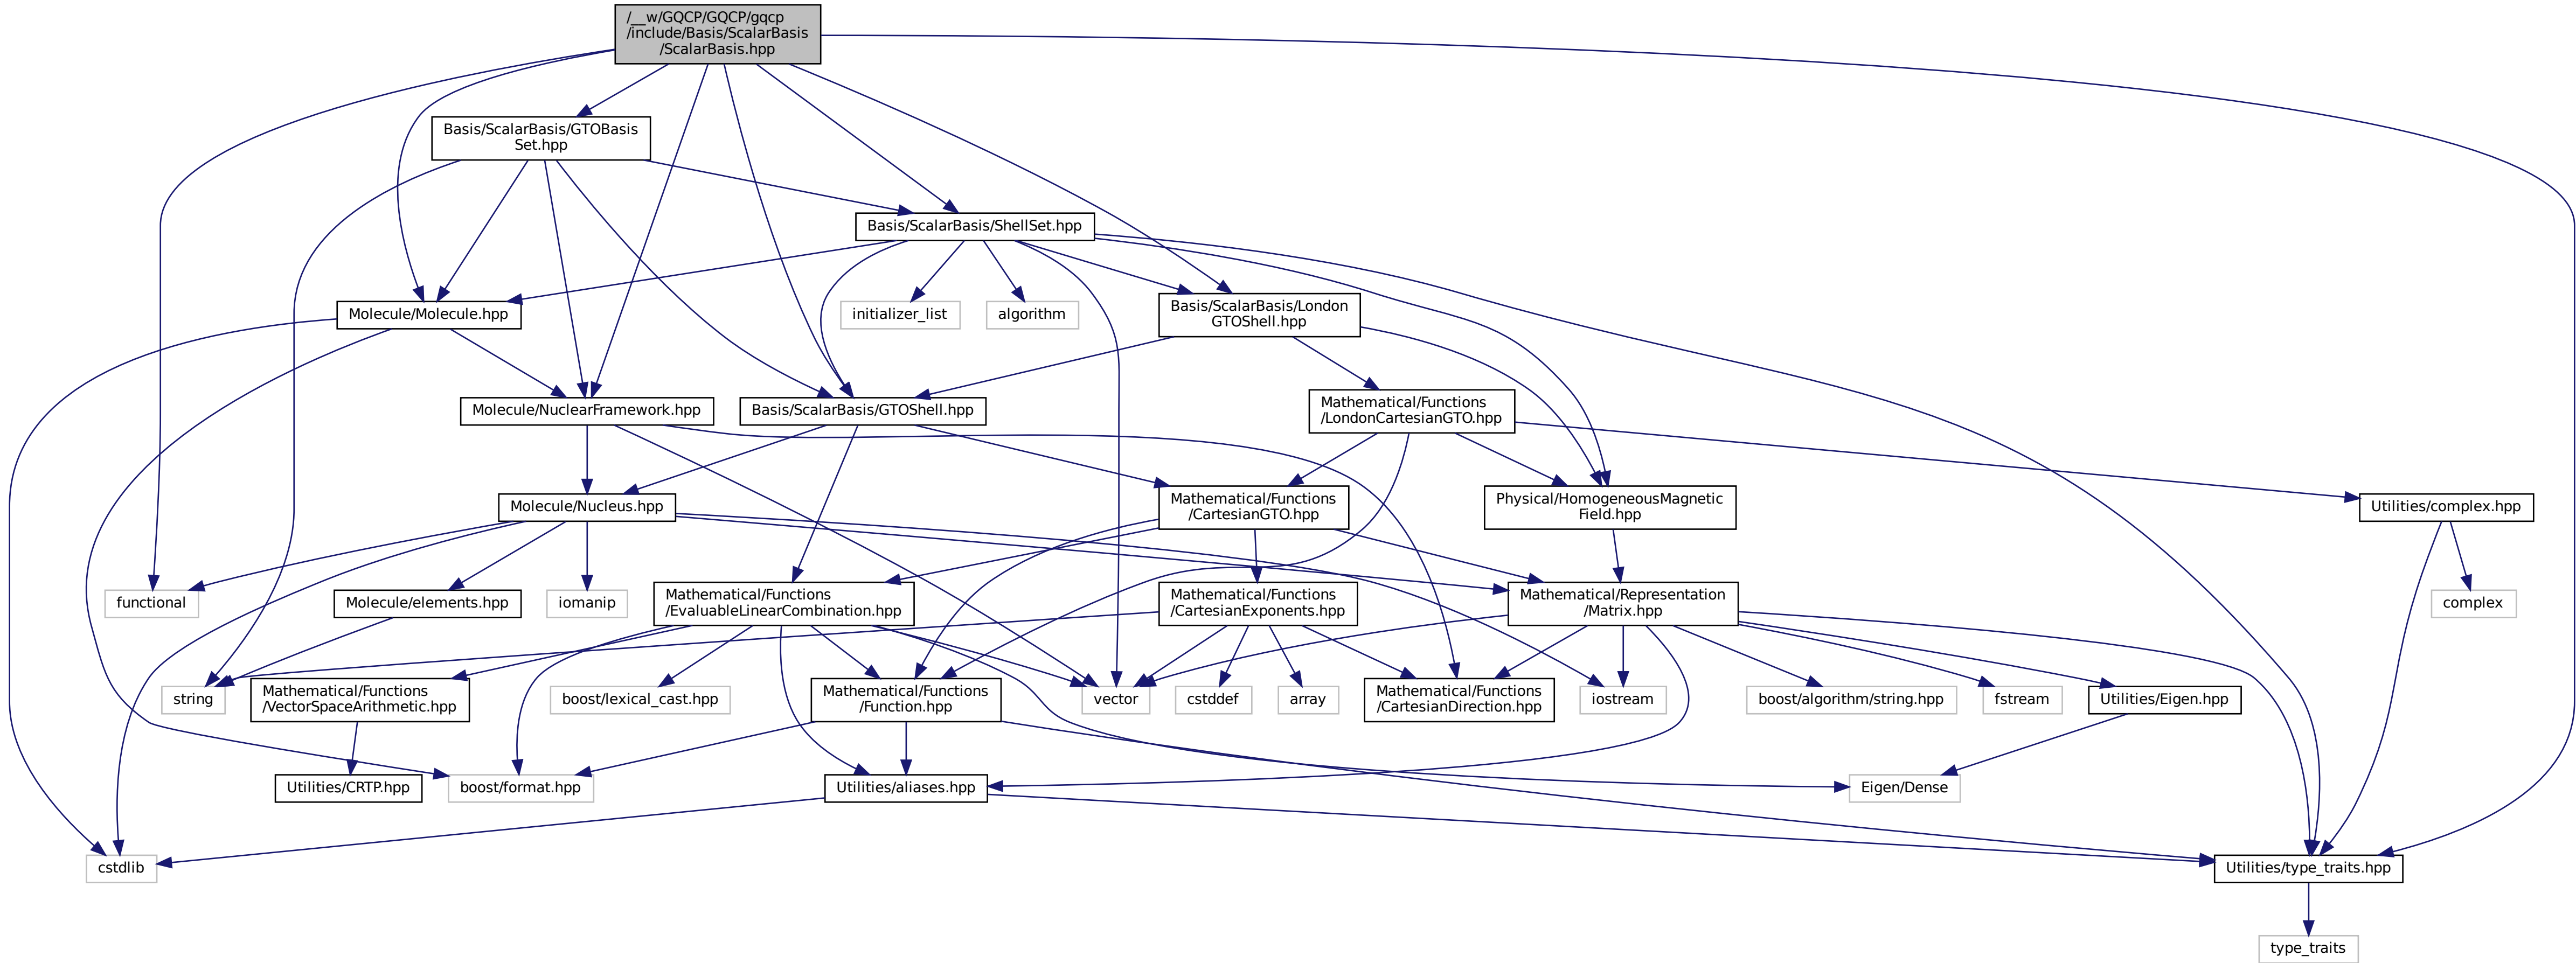 /__w/GQCP/GQCP/gqcp
/include/Basis/ScalarBasis
/ScalarBasis.hpp
Basis/ScalarBasis/GTOBasis
Set.hpp
Basis/ScalarBasis/ShellSet.hpp
Molecule/Molecule.hpp
initializer_list
algorithm
Basis/ScalarBasis/London
GTOShell.hpp
Molecule/NuclearFramework.hpp
Basis/ScalarBasis/GTOShell.hpp
Mathematical/Functions
/LondonCartesianGTO.hpp
Molecule/Nucleus.hpp
Mathematical/Functions
/CartesianGTO.hpp
Physical/HomogeneousMagnetic
Field.hpp
Utilities/complex.hpp
functional
Molecule/elements.hpp
iomanip
Mathematical/Functions
/EvaluableLinearCombination.hpp
Mathematical/Functions
/CartesianExponents.hpp
Mathematical/Representation
/Matrix.hpp
complex
string
Mathematical/Functions
/VectorSpaceArithmetic.hpp
boost/lexical_cast.hpp
Mathematical/Functions
/Function.hpp
vector
cstddef
array
Mathematical/Functions
/CartesianDirection.hpp
iostream
boost/algorithm/string.hpp
fstream
Utilities/Eigen.hpp
Utilities/CRTP.hpp
boost/format.hpp
Utilities/aliases.hpp
Eigen/Dense
cstdlib
Utilities/type_traits.hpp
type_traits